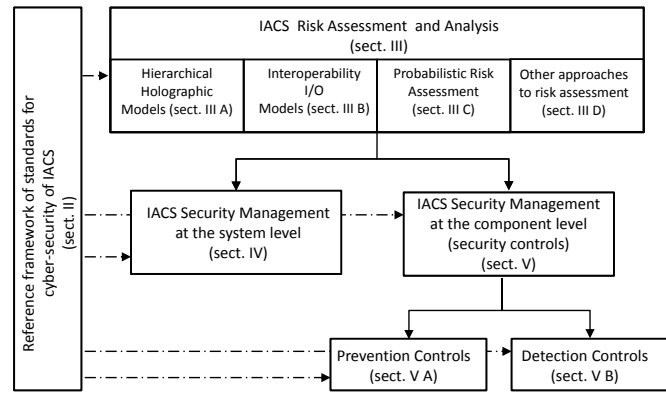 Reference framework of standards for
cyber-security of IACS
(sect. II)
IACS Risk Assessment and Analysis
(sect. III)
Hierarchical
Holographic
Models (sect. III A)
Interoperability
I/O
Models (sect. III B)
Probabilistic Risk
Assessment
(sect. III C)
Other approaches
to risk assessment
(sect. III D)
IACS Security Management
at the system level
(sect. IV)
IACS Security Management
at the component level
(security controls)
(sect. V)
Prevention Controls
(sect. V A)
Detection Controls
(sect. V B)